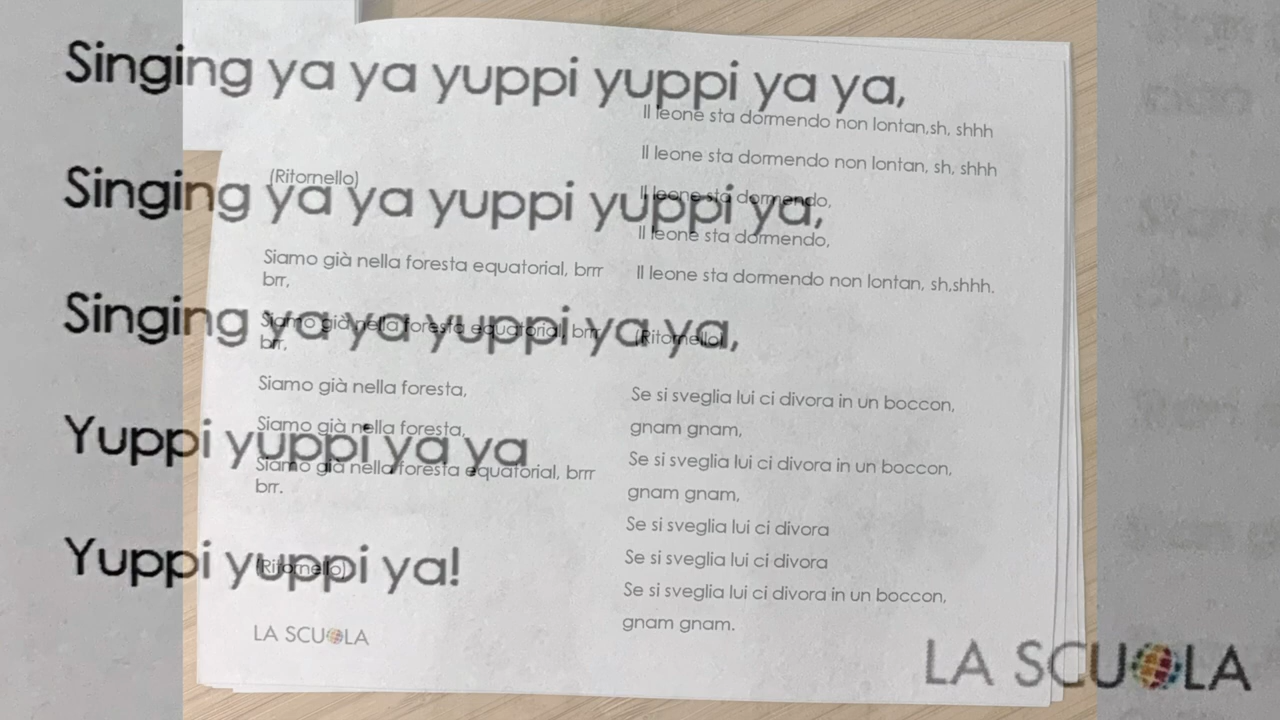 Singing ya ya yuppi yuppi ya ya,
Singing ya ya yuppi yuppi ya,
Singing ya ya yuppi ya ya,
Yuppi yuppi ya ya
Yuppi yuppi ya!
LA SCUOLA
(Ritornello)
Siamo già nella foresta equatorial, brrr
brr,
Siamo già nella foresta equatorial, brrr
brr,
Siamo già nella foresta,
Siamo già nella foresta,
Siamo già nella foresta equatorial, brrr
brr.
(Ritornello)
LA SCUOLA
Il leone sta dormendo non lontan,sh, shhh
Il leone sta dormendo non lontan, sh, shhh
Il leone sta dormendo,
Il leone sta dormendo,
Il leone sta dormendo non lontan, sh,shhh.
(Ritornello)
Se si sveglia lui ci divora in un boccon,
gnam gnam,
Se si sveglia lui ci divora in un boccon,
gnam gnam,
Se si sveglia lui ci divora
Se si sveglia lui ci divora
Se si sveglia lui ci divora in un boccon,
gnam gnam.